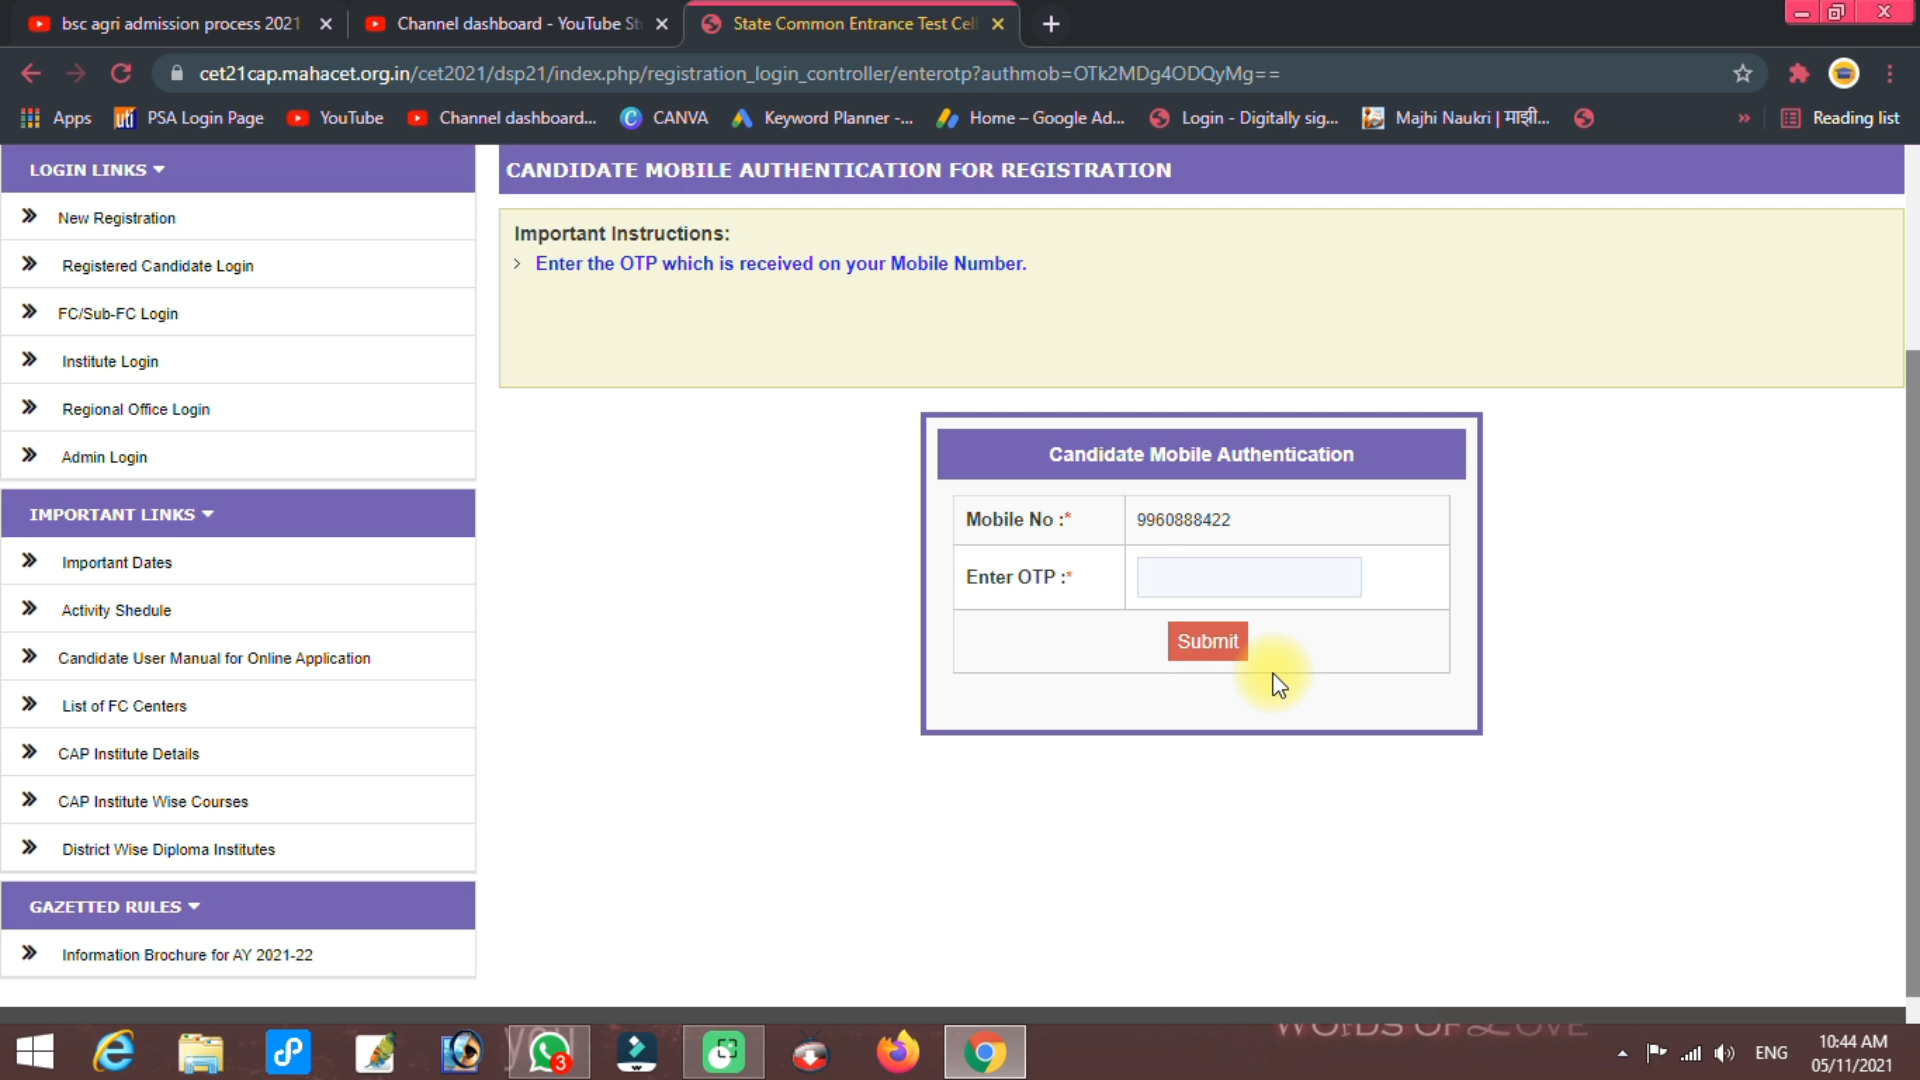 bsc agri admission process 2021
Channel dashboard - YouTube St
State Common Entrance Test Cell
cet21cap.mahacet.org.in/cet2021/dsp21/index.php/registration_login_controller/enterotp?authmob=OTk2MDg4ODQyMg==
Apps
uti PSA Login Page
YouTube
Channel dashboard...
C CANVA
Keyword Planner -...
Home – Google Ad...
Login - Digitally sig...
Majhi Naukri | माझी...
»
Reading list
LOGIN LINKS
New Registration
Registered Candidate Login
FC/Sub-FC Login
Institute Login
Regional Office Login
Admin Login
IMPORTANT LINKS
Important Dates
Activity Shedule
Candidate User Manual for Online Application
List of FC Centers
CAP Institute Details
CAP Institute Wise Courses
District Wise Diploma Institutes
GAZETTED RULES
Information Brochure for AY 2021-22
CANDIDATE MOBILE AUTHENTICATION FOR REGISTRATION
Important Instructions:
> Enter the OTP which is received on your Mobile Number.
Candidate Mobile Authentication
Mobile No :* 9960888422
Enter OTP :*
Submit
3
ENG
10:44 AM
05/11/2021